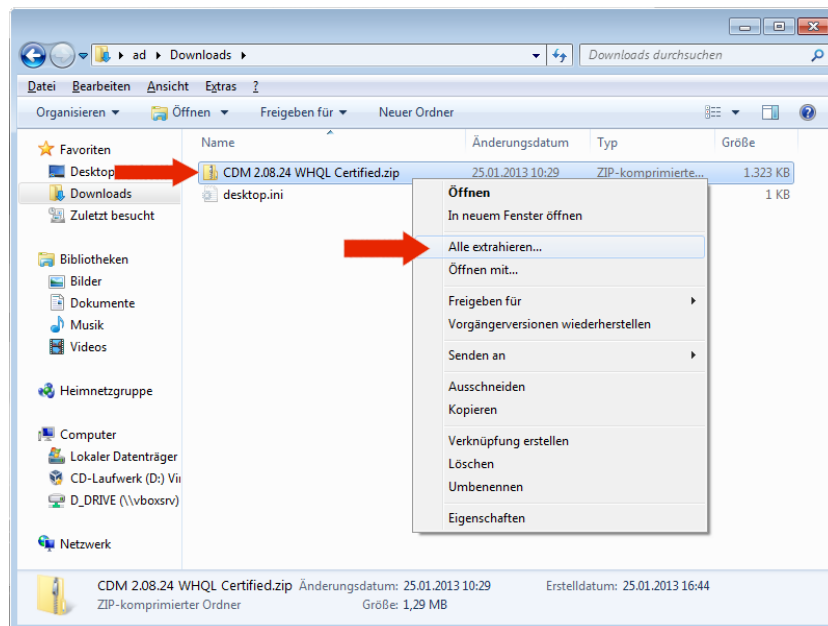 ad Downloads Downloads durchsuchen
Datei Bearbeiten Ansicht Extras ?
Organisieren Öffnen Freigeben für Neuer Ordner
Favoriten
Desktop
Downloads
Zuletzt besucht
Bibliotheken
Bilder
Dokumente
Musik
Videos
Heimnetzgruppe
Computer
Lokaler Datenträger
CD-Laufwerk (D:) Vir
D_DRIVE (\\vboxsrv)
Netzwerk
Name Änderungsdatum Typ Größe
CDM 2.08.24 WHQL Certified.zip 25.01.2013 10:29 ZIP-komprimierte... 1.323 KB
desktop.ini 1 KB
Öffnen
In neuem Fenster öffnen
Alle extrahieren...
Öffnen mit...
Freigeben für
Vorgängerversionen wiederherstellen
Senden an
Ausschneiden
Kopieren
Verknüpfung erstellen
Löschen
Umbenennen
Eigenschaften
CDM 2.08.24 WHQL Certified.zip Änderungsdatum: 25.01.2013 10:29 Erstelldatum: 25.01.2013 16:44
ZIP-komprimierter Ordner Größe: 1,29 MB